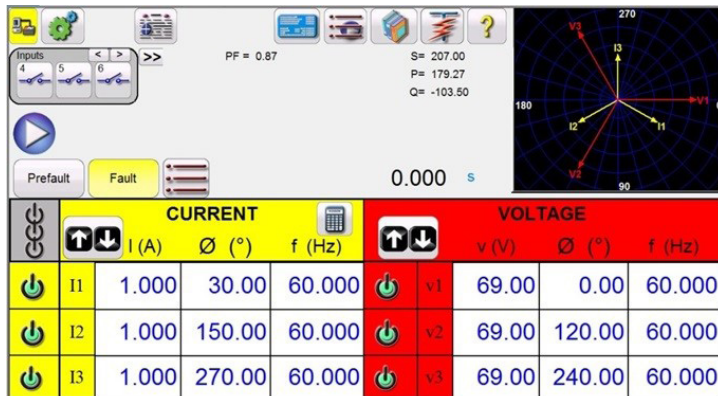 270
Inputs < > >> PF = 0.87 S= 207.00
4 5 6
P= 179.27
Q= -103.50
V3
I3
180
V1
I2
I1
V2
90
Prefault Fault 0.000 s
CURRENT VOLTAGE
I (A) Ø (°) f (Hz) v (V) Ø (°) f (Hz)
I1 1.000 30.00 60.000 v1 69.00 0.00 60.000
I2 1.000 150.00 60.000 v2 69.00 120.00 60.000
I3 1.000 270.00 60.000 v3 69.00 240.00 60.000